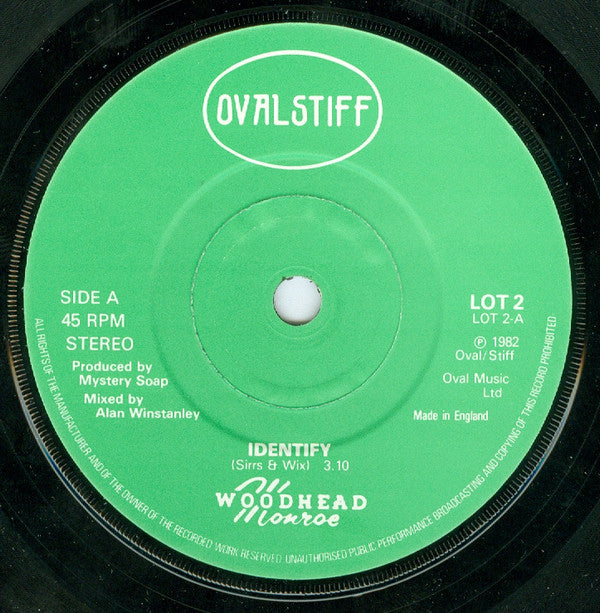 OVALSTIFF
SIDE A
45 RPM
STEREO
Produced by
Mystery Soap
Mixed by
Alan Winstanley
LOT 2
LOT 2-A
℗ 1982
Oval/Stiff
Oval Music
Ltd
Made in England
IDENTIFY
(Sirrs & Wix) 3.10
WOODHEAD
Monroe
ALL RIGHTS OF THE MANUFACTURER AND OF THE OWNER OF THE RECORDED WORK RESERVED. UNAUTHORISED PUBLIC PERFORMANCE BROADCASTING AND COPYING OF THIS RECORD PROHIBITED